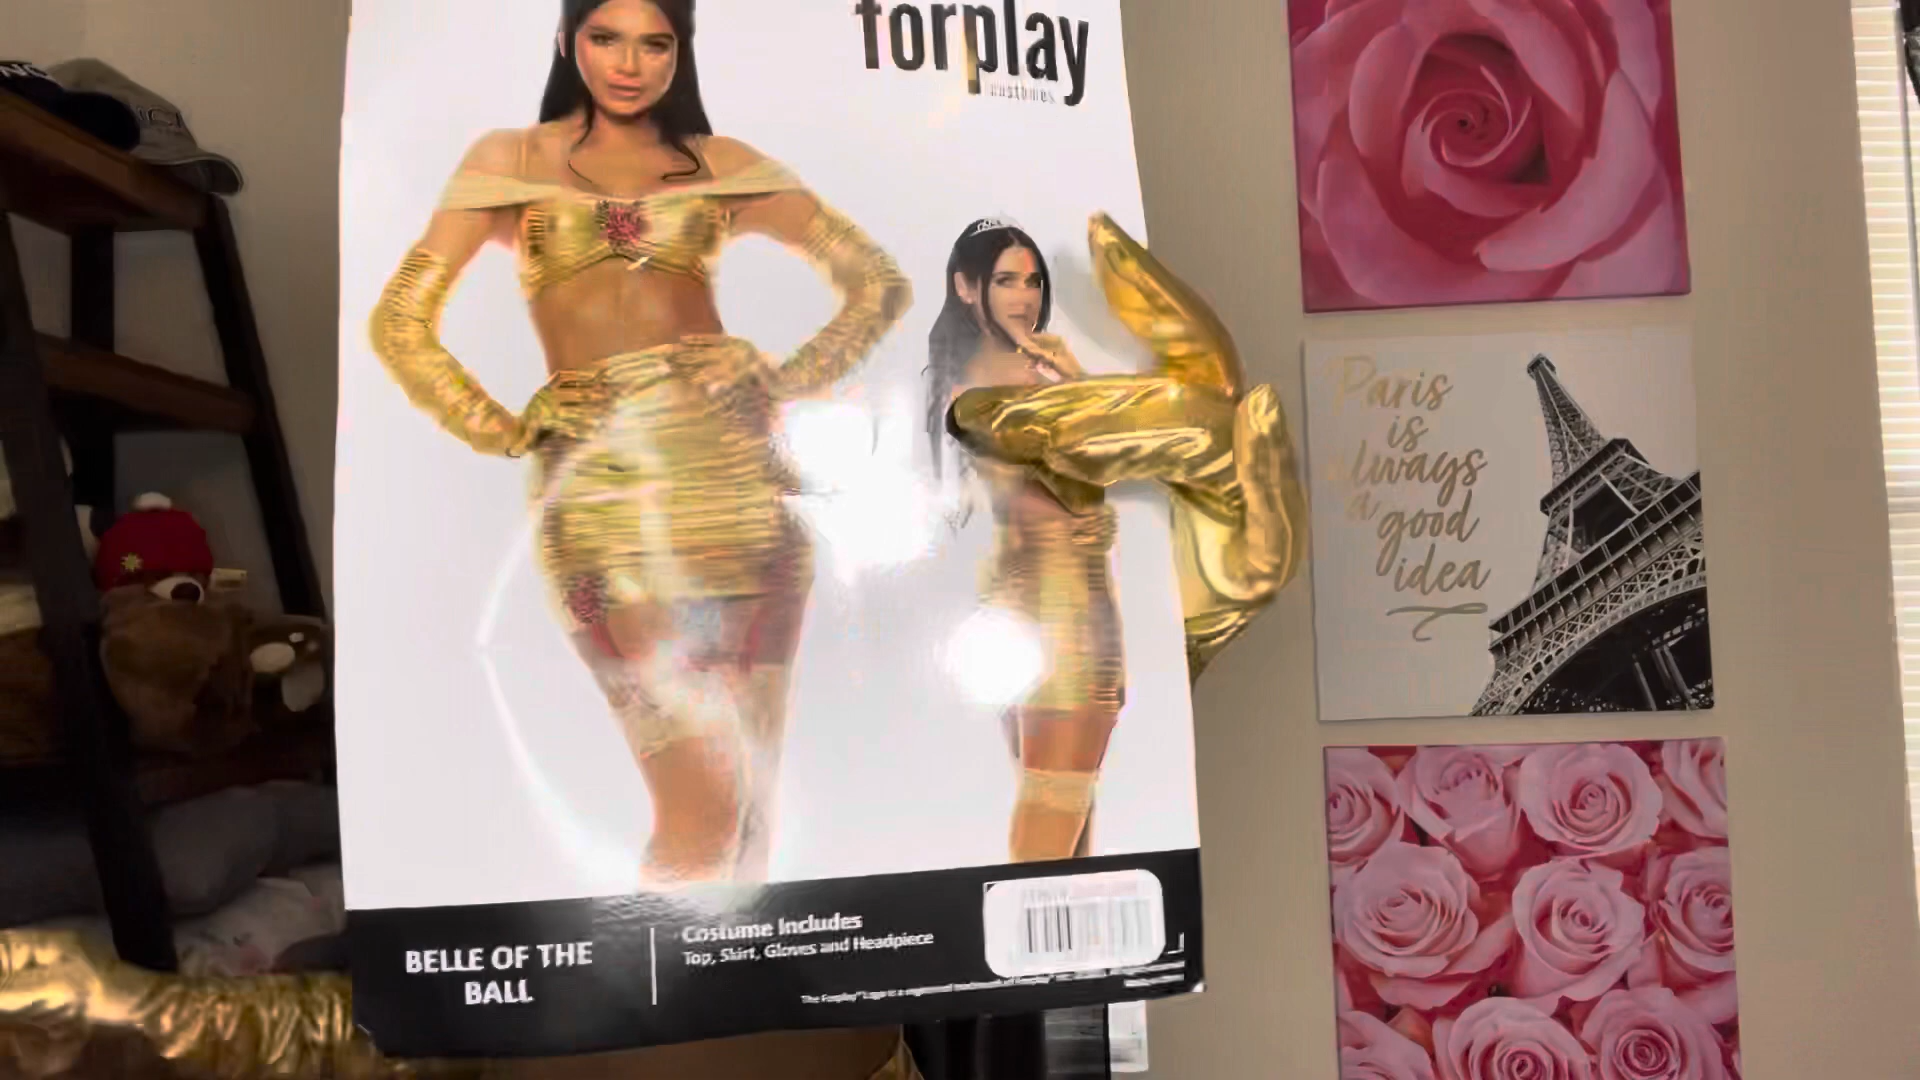 forplay
costumes
Paris
is
always
a
good
idea
BELLE OF THE
BALL
Costume Includes
Top, Skirt, Gloves and Headpiece